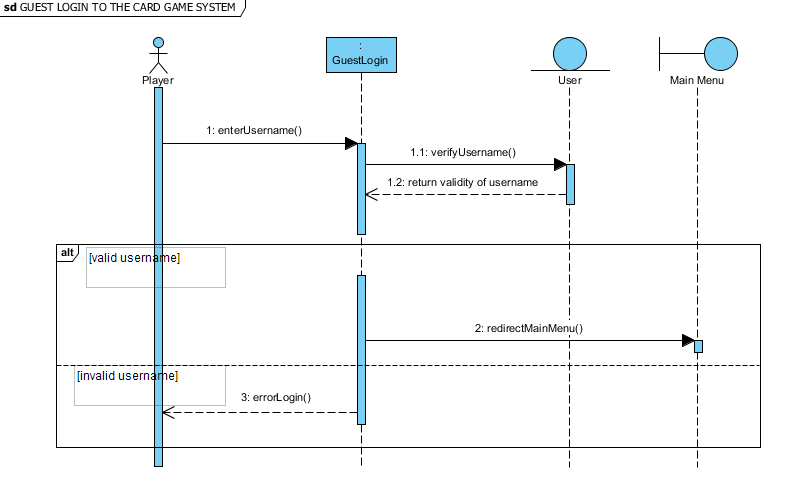 sd GUEST LOGIN TO THE CARD GAME SYSTEM
:
GuestLogin
Player
User
Main Menu
1: enterUsername()
1.1: verifyUsername()
1.2: return validity of username
alt
[valid username]
2: redirectMainMenu()
[invalid username]
3: errorLogin()